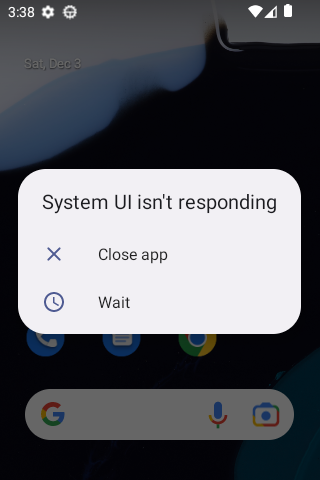 3:38
Sat, Dec 3
System UI isn't responding
Close app
Wait